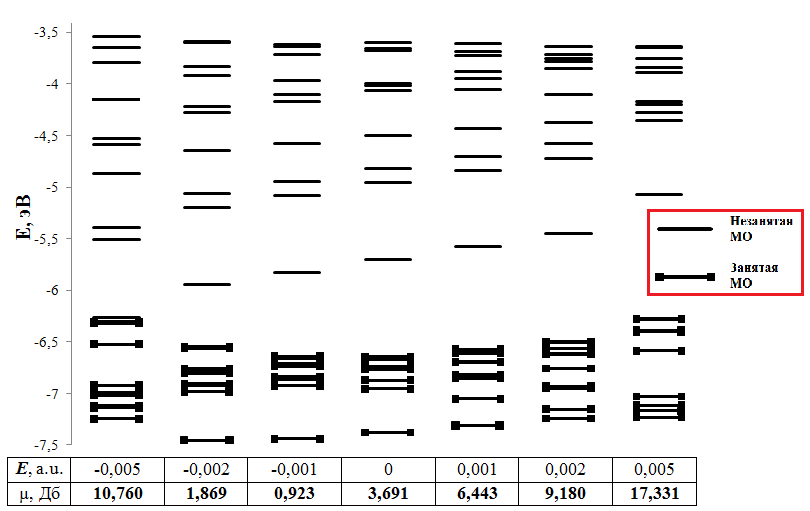 -3,5
-4
-4,5
-5
-5,5
-6
-6,5
-7
-7,5
E, эВ
Незанятая
МО
Занятая
МО
E, a.u. -0,005 -0,002 -0,001 0 0,001 0,002 0,005
μ, Дб 10,760 1,869 0,923 3,691 6,443 9,180 17,331